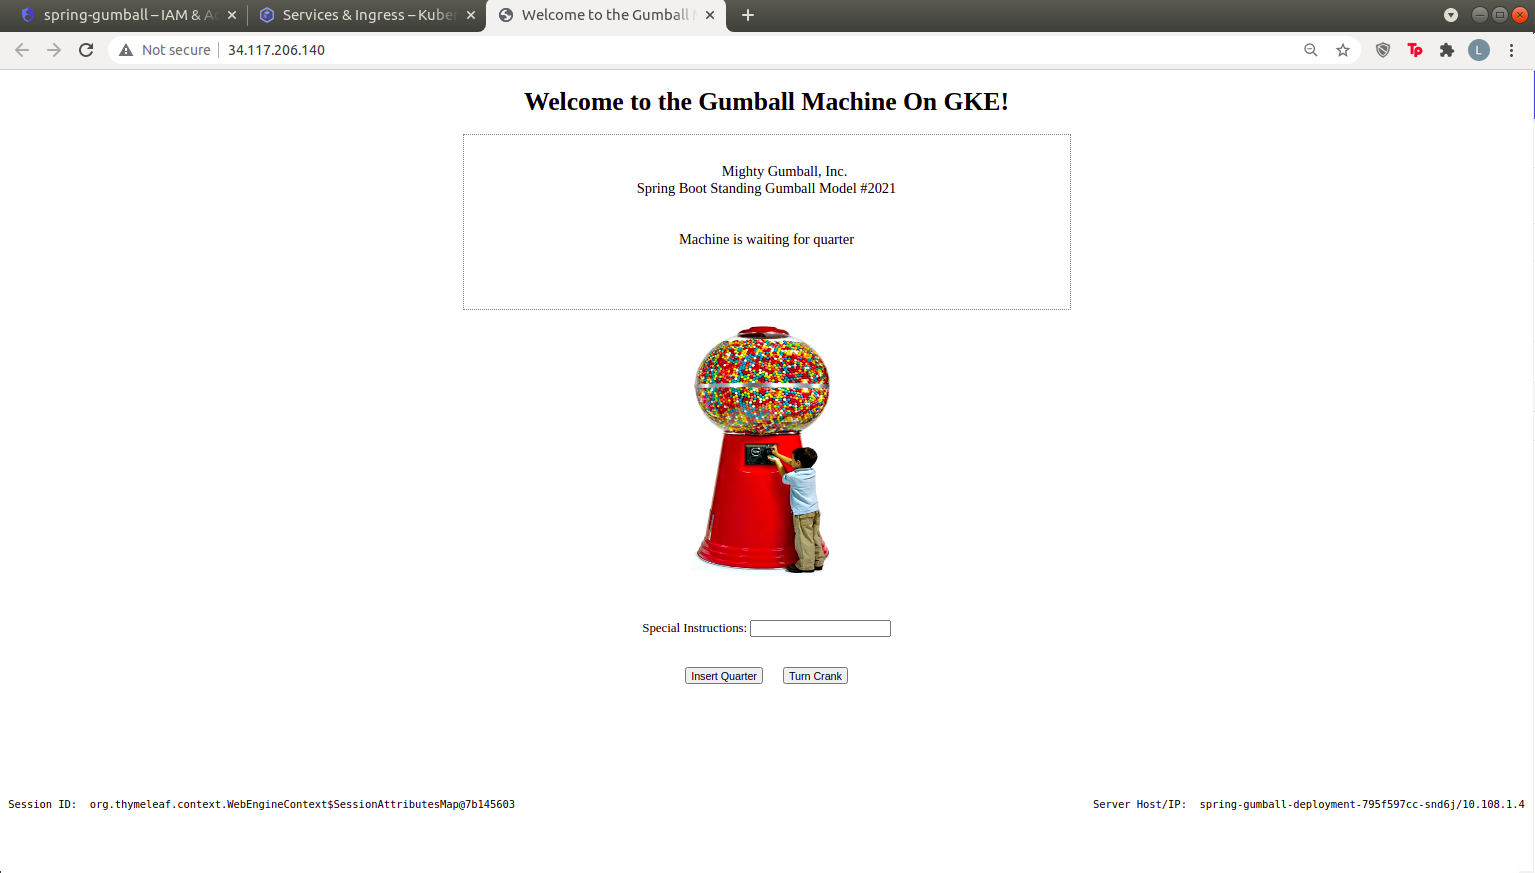 spring-gumball – IAM & Ad
Services & Ingress – Kuber
Welcome to the Gumball M
Not secure
34.117.206.140
Tp
L
Welcome to the Gumball Machine On GKE!
Mighty Gumball, Inc.
Spring Boot Standing Gumball Model #2021
Machine is waiting for quarter
Special Instructions:
Insert Quarter
Turn Crank
Session ID: org.thymeleaf.context.WebEngineContext$SessionAttributesMap@7b145603
Server Host/IP: spring-gumball-deployment-795f597cc-snd6j/10.108.1.4